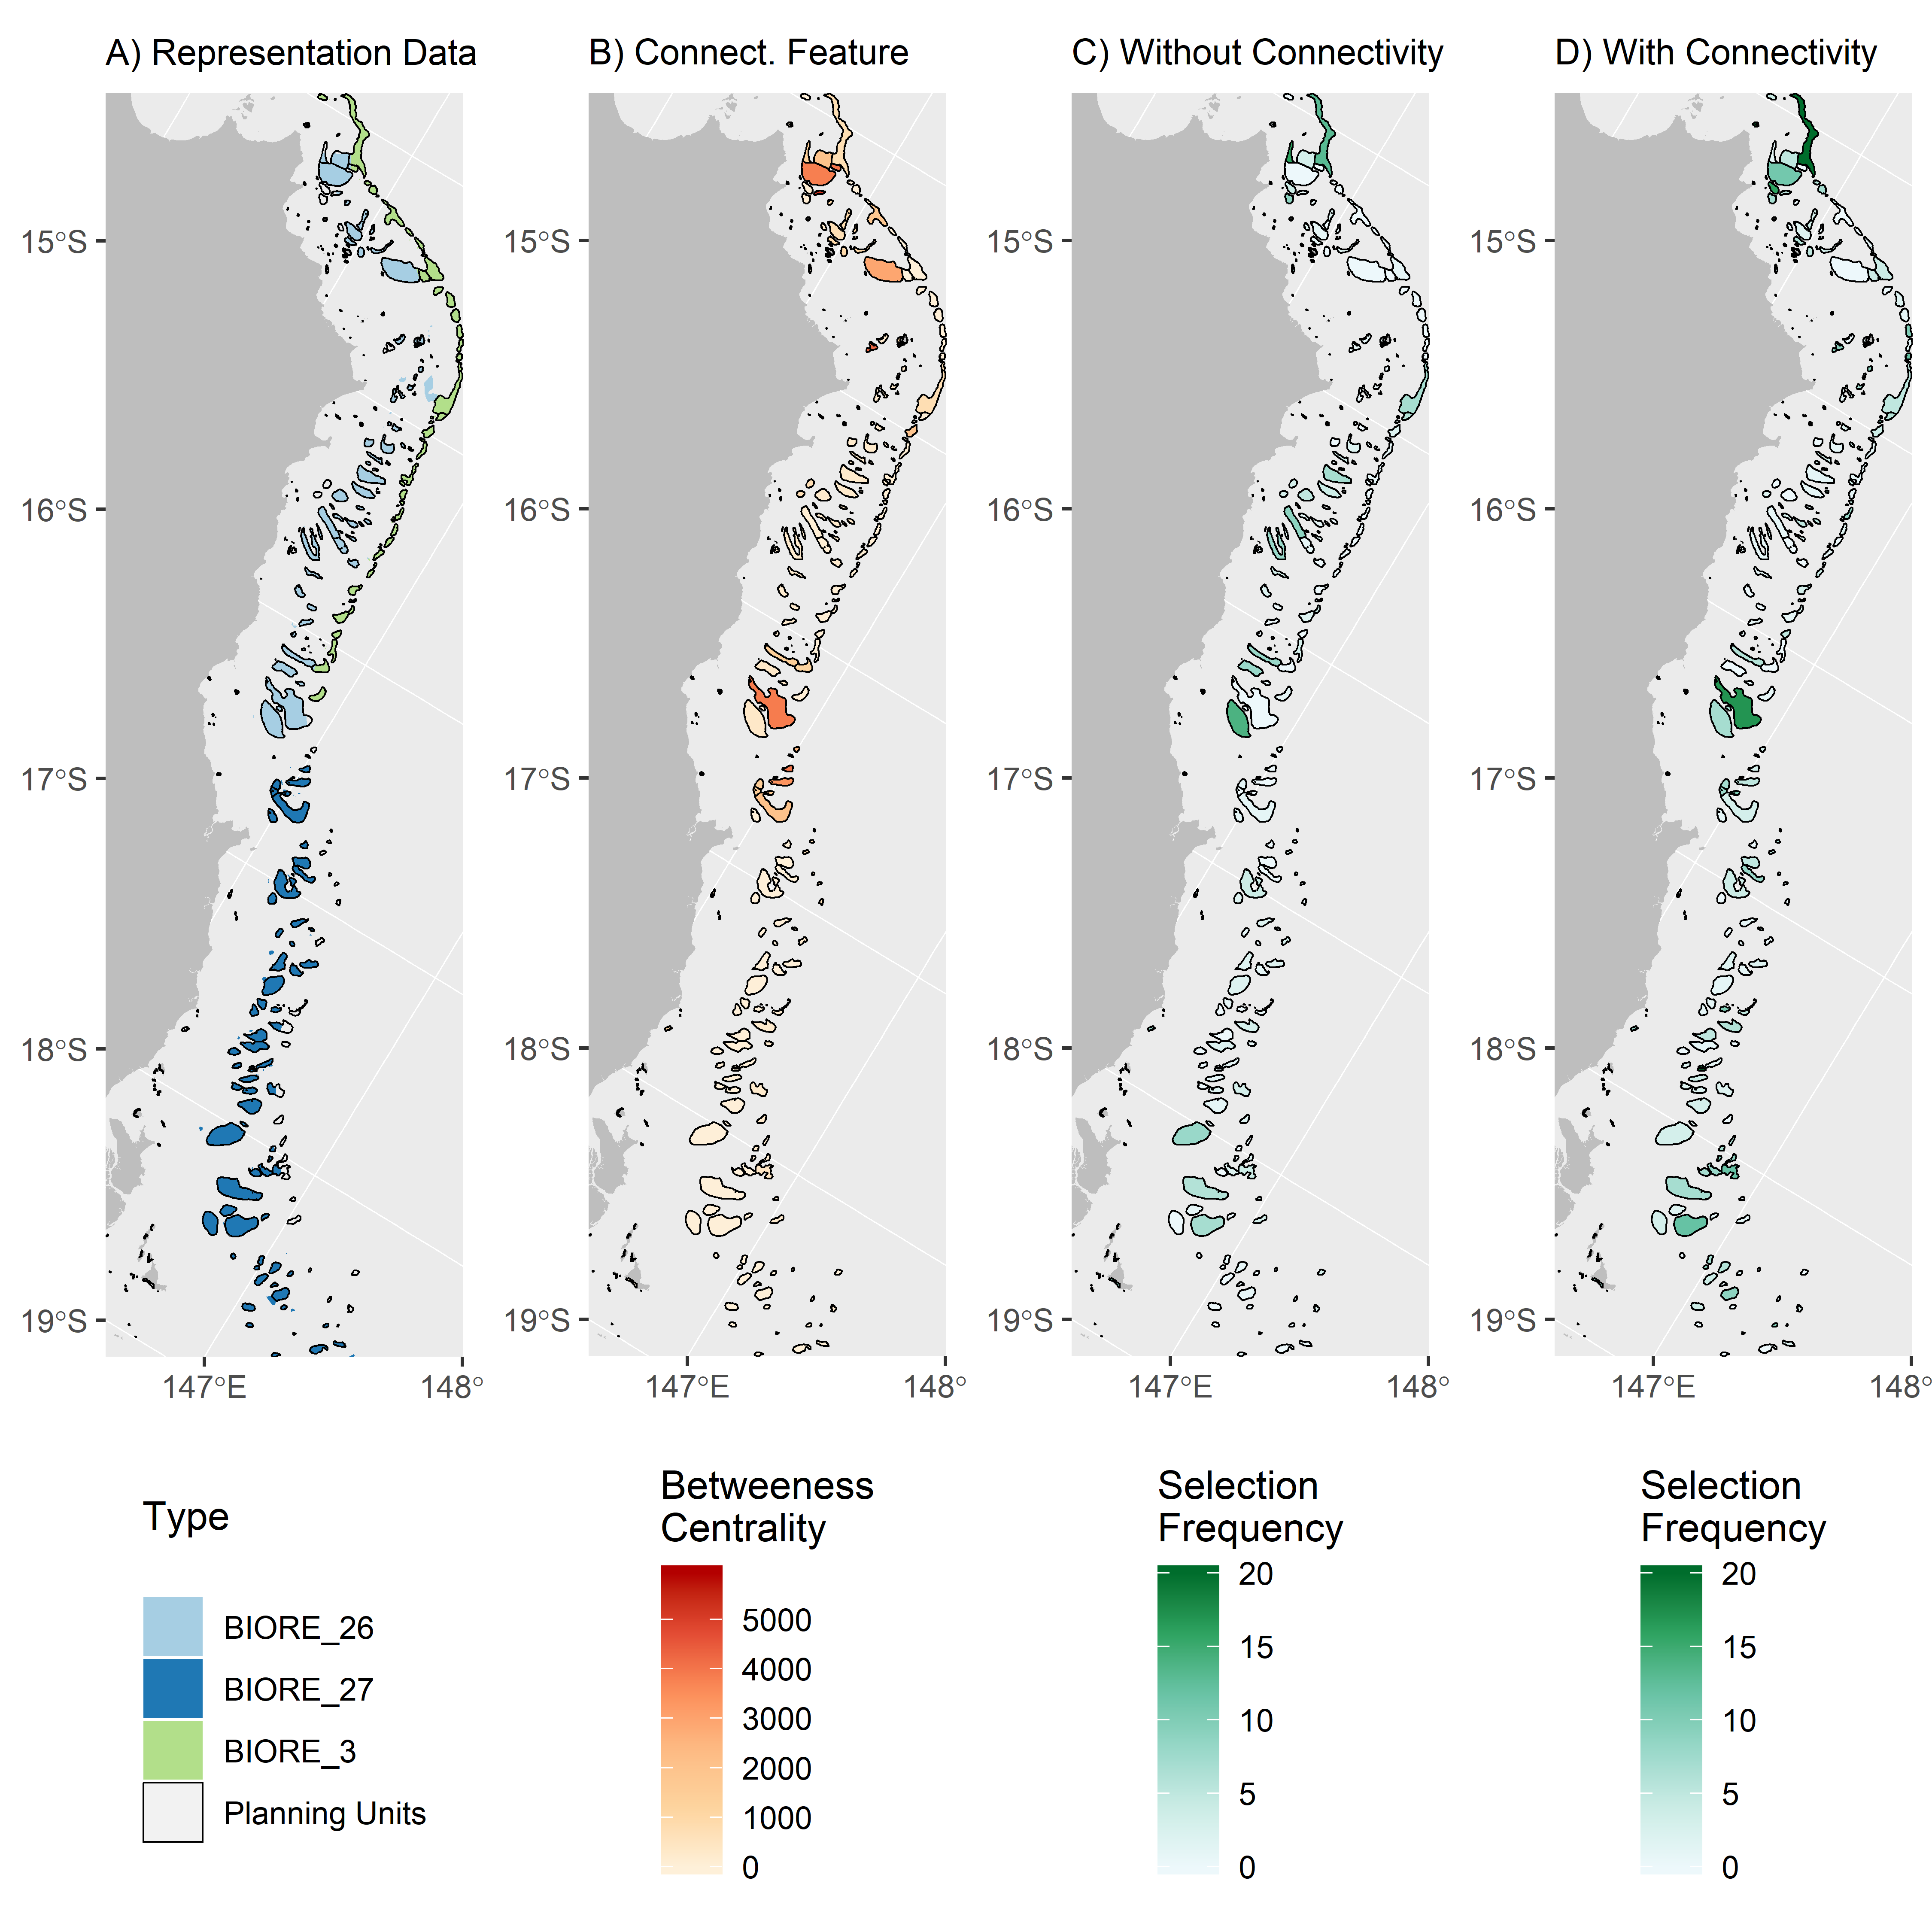 A) Representation Data
B) Connect. Feature
C) Without Connectivity
D) With Connectivity
15°S
16°S
17°S
18°S
19°S
147°E
148°
15°S
16°S
17°S
18°S
19°S
147°E
148°
15°S
16°S
17°S
18°S
19°S
147°E
148°
15°S
16°S
17°S
18°S
19°S
147°E
148°
Type
BIORE_26
BIORE_27
BIORE_3
Planning Units
Betweeness
Centrality
5000
4000
3000
2000
1000
0
Selection
Frequency
20
15
10
5
0
Selection
Frequency
20
15
10
5
0